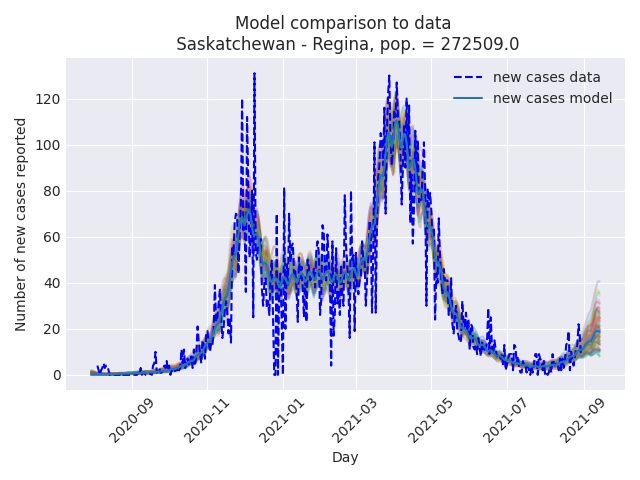 Model comparison to data
Saskatchewan - Regina, pop. = 272509.0
new cases data
new cases model
Number of new cases reported
120
100
80
60
40
20
0
2020-09
2020-11
2021-01
2021-03
2021-05
2021-07
2021-09
Day